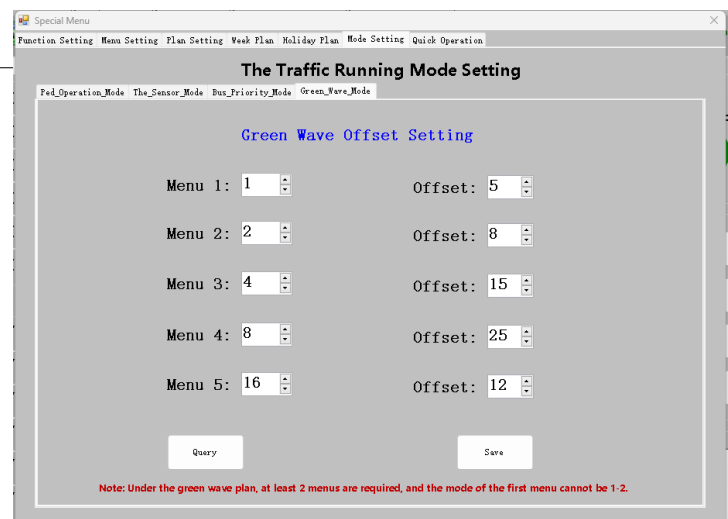 Special Menu
Function Setting Menu Setting Plan Setting Week Plan Holiday Plan Mode Setting Quick Operation
The Traffic Running Mode Setting
Ped_Operation_Mode The_Sensor_Mode Bus_Priority_Mode Green_Wave_Mode
Green Wave Offset Setting
Menu 1: 1 Offset: 5
Menu 2: 2 Offset: 8
Menu 3: 4 Offset: 15
Menu 4: 8 Offset: 25
Menu 5: 16 Offset: 12
Query Save
Note: Under the green wave plan, at least 2 menus are required, and the mode of the first menu cannot be 1-2.